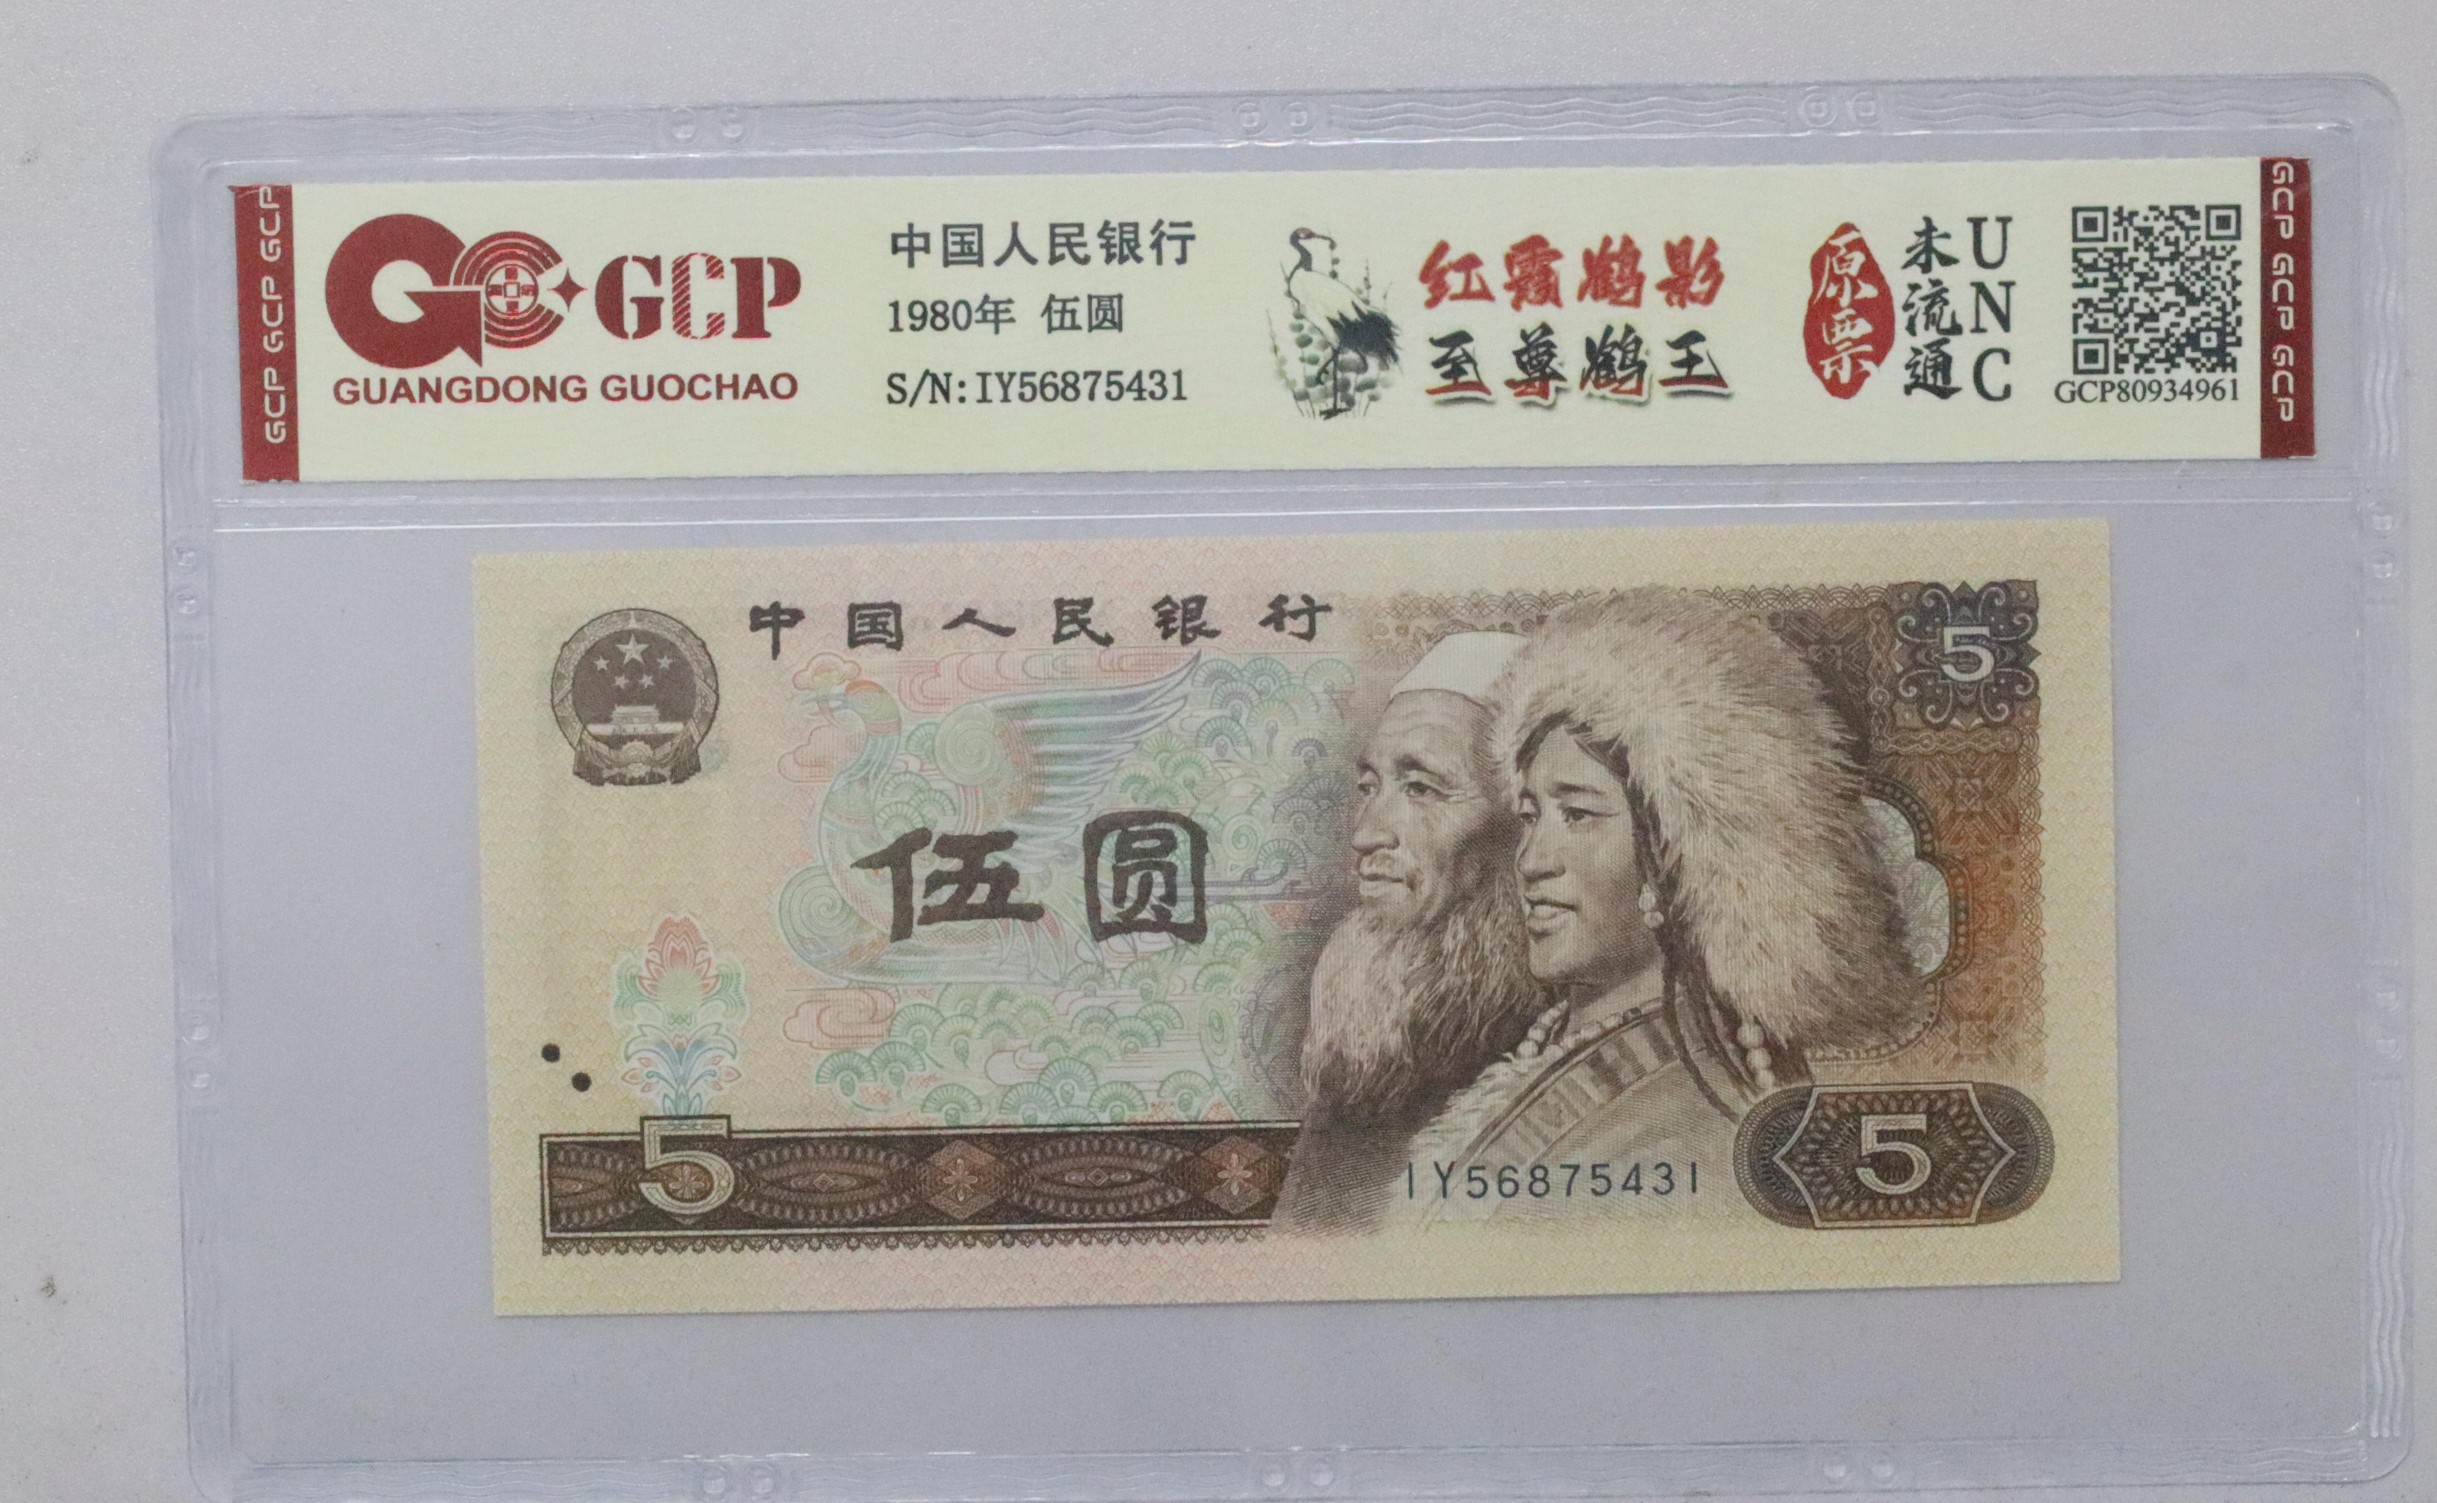 GCP GCP GCP GCP
GCP
GUANGDONG GUOCHAO
中国人民银行
1980年 伍圆
S/N:IY56875431
红霞鹤影
至尊鹤王
原票
未流通
UNC
GCP80934961
GCP GCP GCP
中国人民银行
5
伍圆
5
IY56875431
5